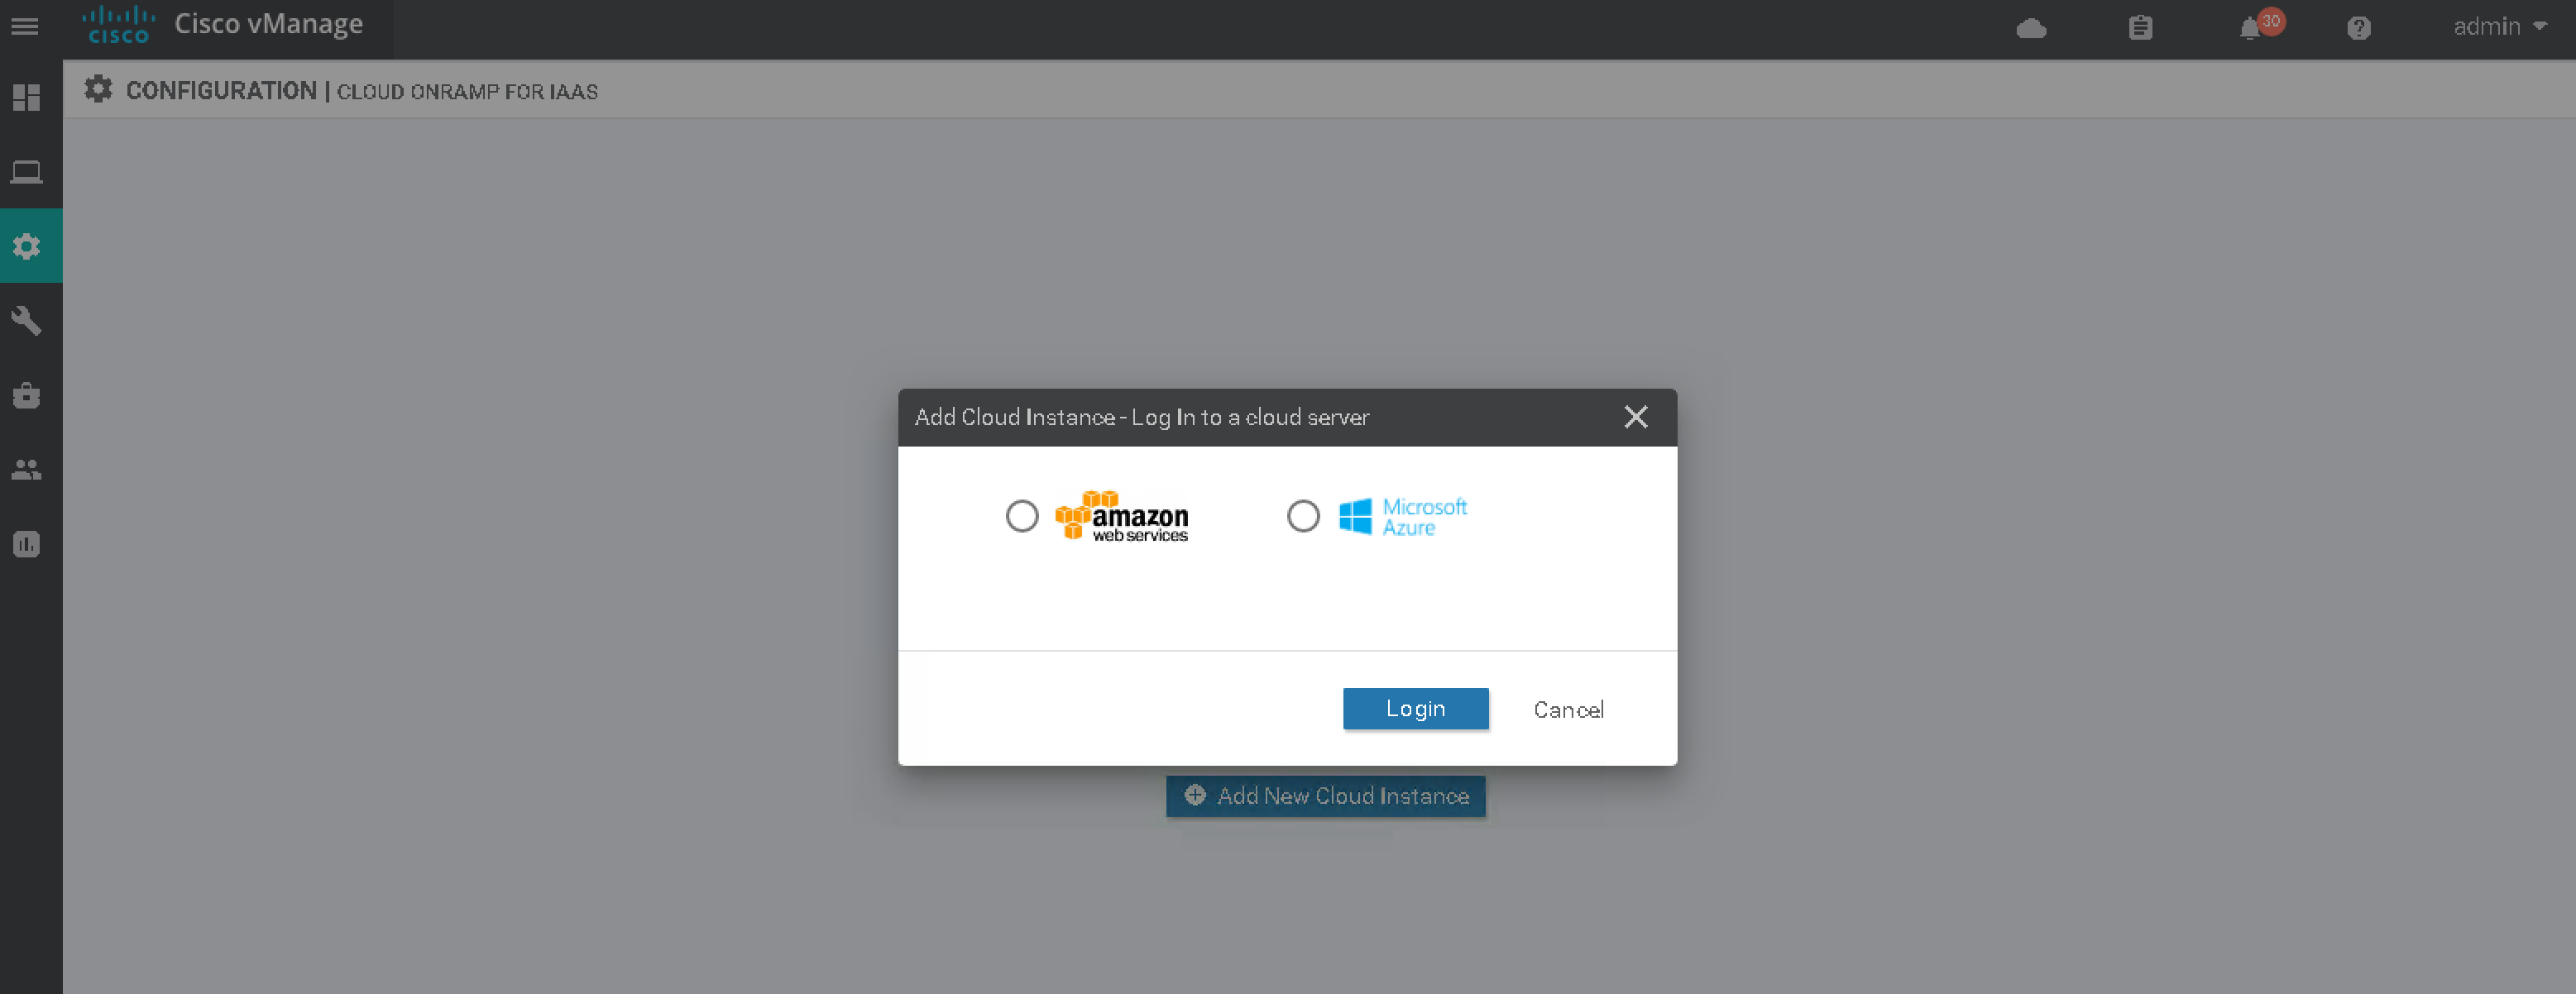 CISCO Cisco vManage
30
admin
CONFIGURATION | CLOUD ONRAMP FOR IAAS
Add Cloud Instance - Log In to a cloud server
amazon
web services
Microsoft
Azure
Login
Cancel
Add New Cloud Instance